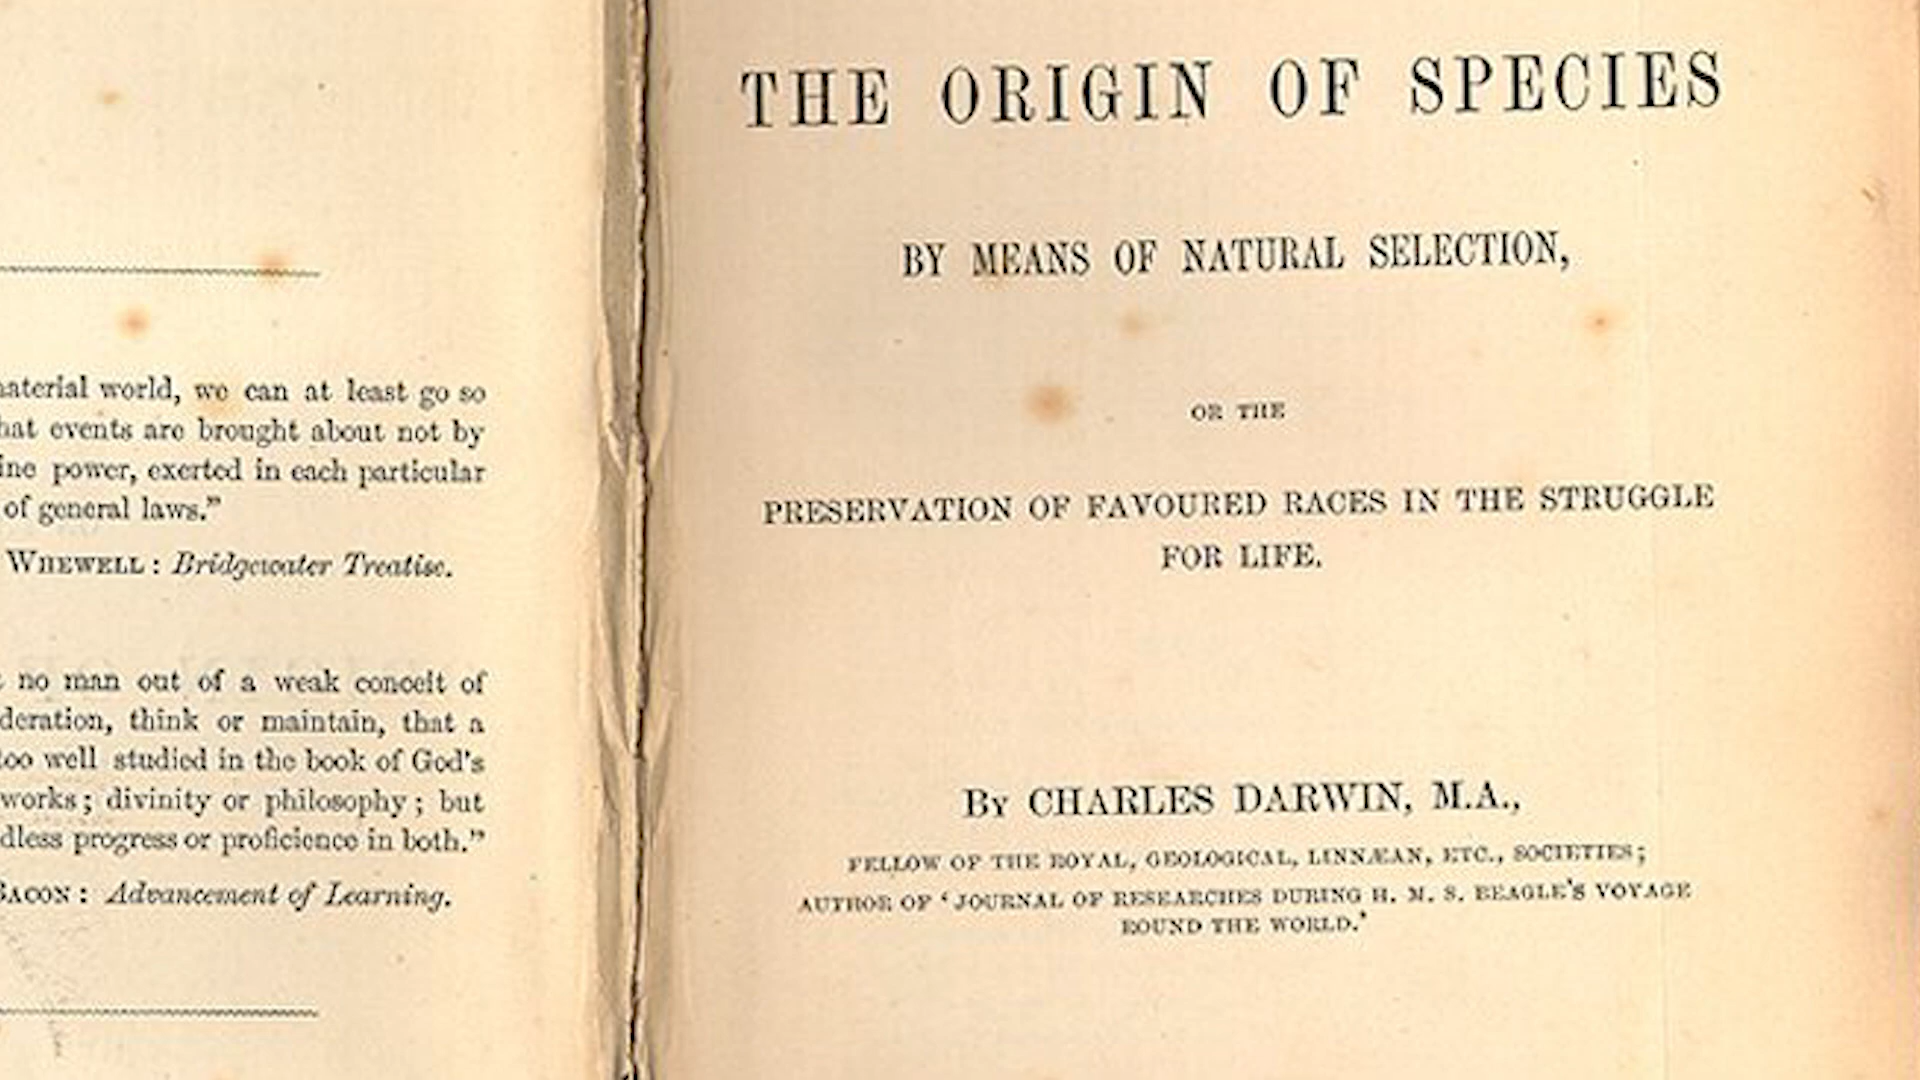 material world, we can at least go so
that events are brought about not by
ine power, exerted in each particular
of general laws.”
WHEWELL: Bridgewater Treatise.
no man out of a weak conceit of
deration, think or maintain, that a
too well studied in the book of God's
works; divinity or philosophy; but
dless progress or proficience in both.”
BACON: Advancement of Learning.
THE ORIGIN OF SPECIES
BY MEANS OF NATURAL SELECTION,
OR THE
PRESERVATION OF FAVOURED RACES IN THE STRUGGLE
FOR LIFE.
BY CHARLES DARWIN, M.A.,
FELLOW OF THE ROYAL, GEOLOGICAL, LINNÆAN, ETC., SOCIETIES;
AUTHOR OF ‘JOURNAL OF RESEARCHES DURING H. M. S. BEAGLE'S VOYAGE
ROUND THE WORLD.’